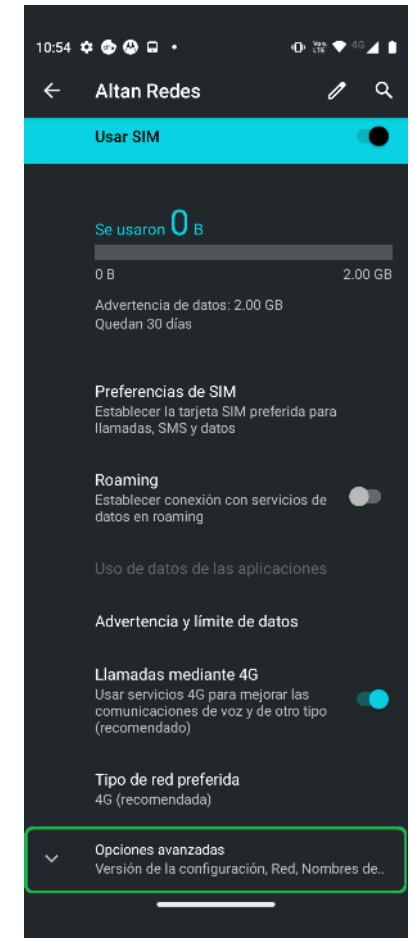 10:54 4G
Altan Redes
Usar SIM
Se usaron 0 B
0 B 2.00 GB
Advertencia de datos: 2.00 GB
Quedan 30 días
Preferencias de SIM
Establecer la tarjeta SIM preferida para
llamadas, SMS y datos
Roaming
Establecer conexión con servicios de
datos en roaming
Uso de datos de las aplicaciones
Advertencia y límite de datos
Llamadas mediante 4G
Usar servicios 4G para mejorar las
comunicaciones de voz y de otro tipo
(recomendado)
Tipo de red preferida
4G (recomendada)
Opciones avanzadas
Versión de la configuración, Red, Nombres de..